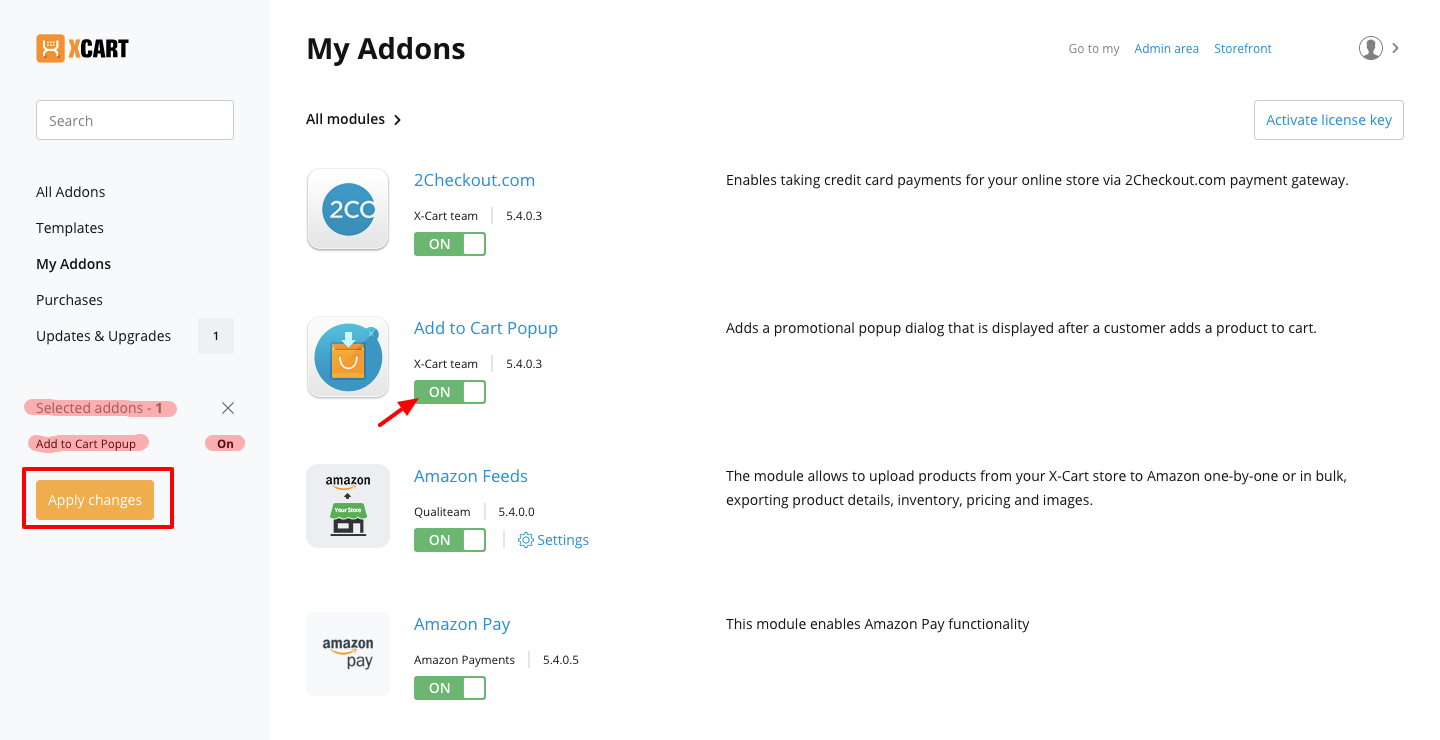 XCART
Search
All Addons
Templates
My Addons
Purchases
Updates & Upgrades 1
Selected addons - 1
Add to Cart Popup On
Apply changes
My Addons
Go to my Admin area Storefront
All modules
Activate license key
2CO
2Checkout.com
X-Cart team 5.4.0.3
ON
Enables taking credit card payments for your online store via 2Checkout.com payment gateway.
Add to Cart Popup
X-Cart team 5.4.0.3
ON
Adds a promotional popup dialog that is displayed after a customer adds a product to cart.
amazon
+
Your Store
Amazon Feeds
Qualiteam 5.4.0.0
ON Settings
The module allows to upload products from your X-Cart store to Amazon one-by-one or in bulk,
exporting product details, inventory, pricing and images.
amazon
pay
Amazon Pay
Amazon Payments 5.4.0.5
ON
This module enables Amazon Pay functionality